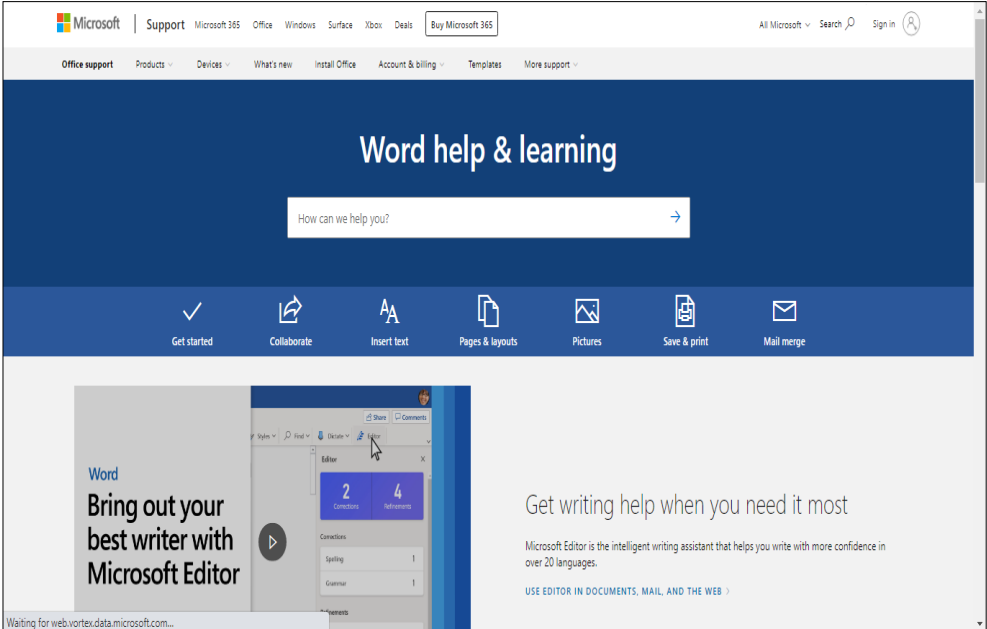 Microsoft | Support Microsoft 365 Office Windows Surface Xbox Deals Buy Microsoft 365 All Microsoft Search Sign in
Office support Products Devices What's new Install Office Account & billing Templates More support
Word help & learning
How can we help you?
Get started Collaborate Insert text Pages & layouts Pictures Save & print Mail merge
Share Comments
Styles Find Dictate Editor
Editor X
2 4
Corrections Refinements
Corrections
Spelling 1
Grammar 1
Refinements
Word
Bring out your
best writer with
Microsoft Editor
Get writing help when you need it most
Microsoft Editor is the intelligent writing assistant that helps you write with more confidence in
over 20 languages.
USE EDITOR IN DOCUMENTS, MAIL, AND THE WEB >
Waiting for web.vortex.data.microsoft.com...